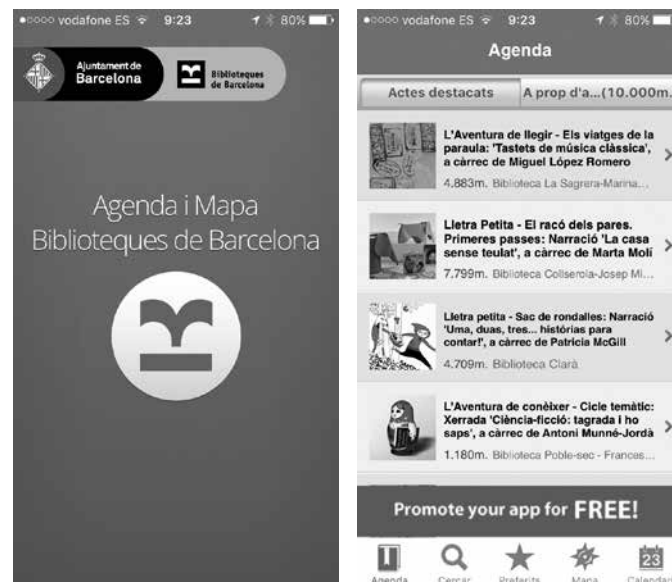 vodafone ES 9:23 80%
Ajuntament de
Barcelona
Biblioteques
de Barcelona
Agenda i Mapa
Biblioteques de Barcelona
vodafone ES 9:23 80%
Agenda
Actes destacats A prop d'a...(10.000m.
L'Aventura de llegir - Els viatges de la
paraula: 'Tastets de música clàssica',
a càrrec de Miguel López Romero
4.883m. Biblioteca La Sagrera-Marina...
Lletra Petita - El racó dels pares.
Primeres passes: Narració 'La casa
sense teulat', a càrrec de Marta Molí
7.799m. Biblioteca Collserola-Josep Mi...
Lletra petita - Sac de rondalles: Narració
'Uma, duas, tres... histórias para
contar!', a càrrec de Patricia McGill
4.709m. Biblioteca Clarà
L'Aventura de conèixer - Cicle temàtic:
Xerrada 'Ciència-ficció: tagrada i ho
saps', a càrrec de Antoni Munné-Jordà
1.180m. Biblioteca Poble-sec - Frances...
Promote your app for FREE!
23
Agenda Cercar Preferits Mapa Calendari